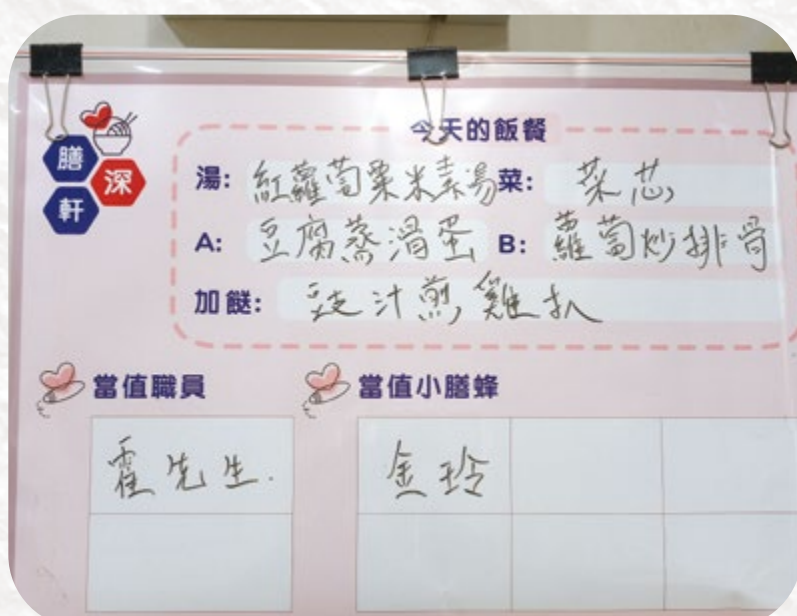 膳
深
軒
今天的飯餐
湯: 紅蘿蔔粟米素湯 菜: 菜芯
A: 豆腐蒸滑蛋 B: 蘿蔔炒排骨
加餸: 豉汁煎雞扒
當值職員 當值小膳蜂
霍先生. 金玲